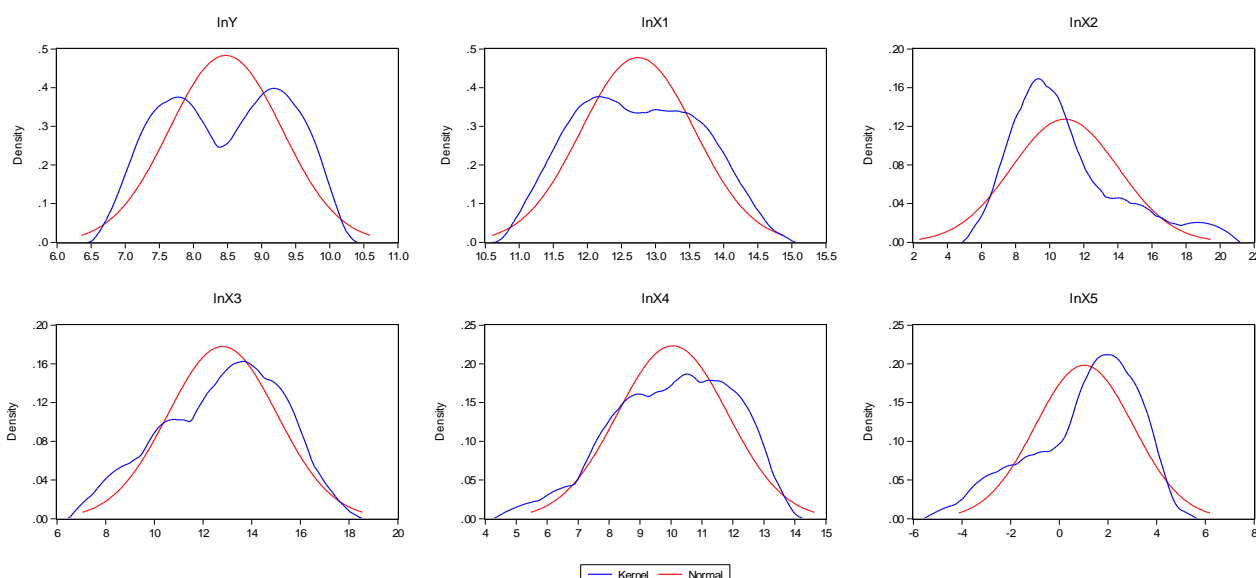 lnY
lnX1
lnX2
.5
.4
.3
.2
.1
.0
6.0 6.5 7.0 7.5 8.0 8.5 9.0 9.5 10.0 10.5 11.0
Density
.5
.4
.3
.2
.1
.0
10.5 11.0 11.5 12.0 12.5 13.0 13.5 14.0 14.5 15.0 15.5
Density
.20
.16
.12
.08
.04
.00
2 4 6 8 10 12 14 16 18 20 22
Density
lnX3
lnX4
lnX5
.20
.16
.12
.08
.04
.00
6 8 10 12 14 16 18 20
Density
.25
.20
.15
.10
.05
.00
4 5 6 7 8 9 10 11 12 13 14 15
Density
.25
.20
.15
.10
.05
.00
-6 -4 -2 0 2 4 6 8
Density
Kernel Normal